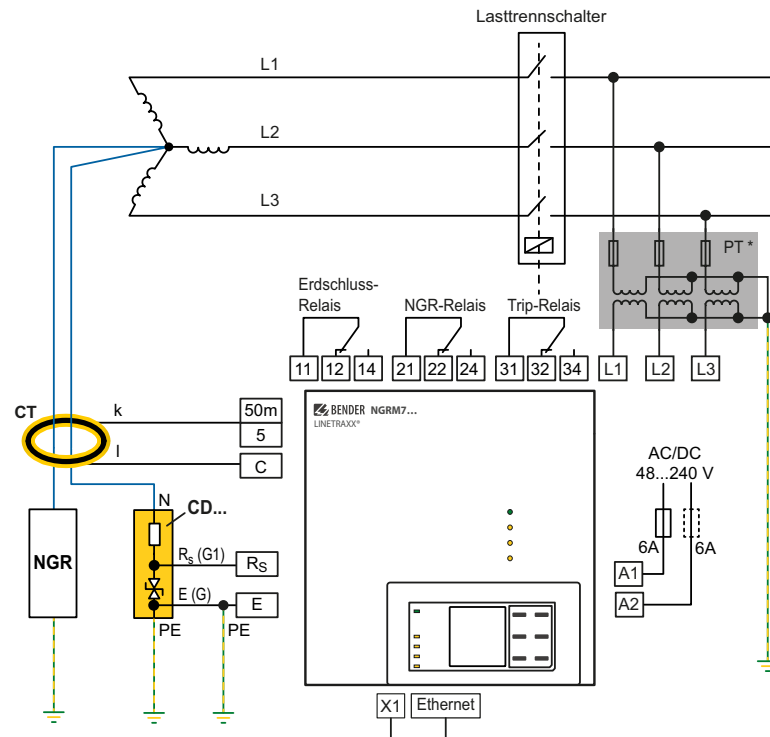 Lasttrennschalter
L1
L2
L3
PT *
Erdschluss-
Relais
NGR-Relais
Trip-Relais
11 12 14 21 22 24 31 32 34 L1 L2 L3
CT
k
50m
5
l
C
BENDER NGRM7...
LINETRAXX®
AC/DC
48...240 V
N
CD...
NGR
Rs (G1)
RS
E (G)
E
PE
PE
6A
6A
A1
A2
X1
Ethernet